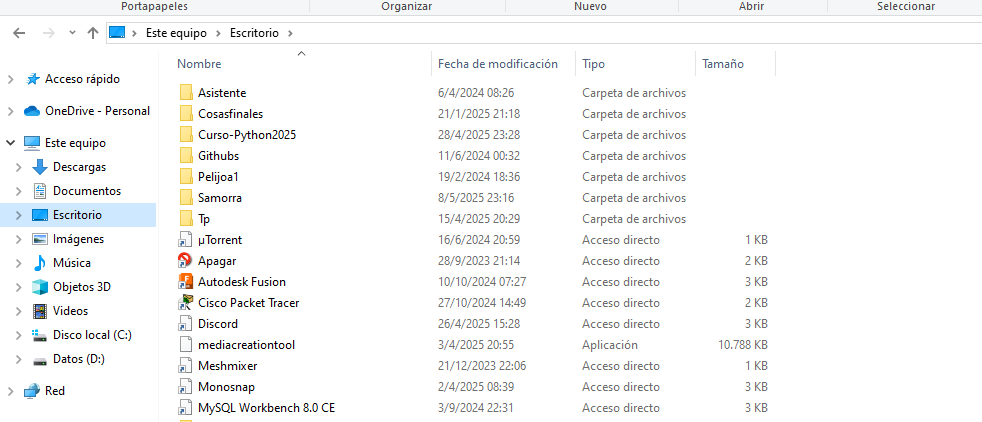 Portapapeles Organizar Nuevo Abrir Seleccionar
Este equipo Escritorio
Nombre Fecha de modificación Tipo Tamaño
Acceso rápido
OneDrive - Personal
Este equipo
Descargas
Documentos
Escritorio
Imágenes
Música
Objetos 3D
Videos
Disco local (C:)
Datos (D:)
Red
Asistente 6/4/2024 08:26 Carpeta de archivos
Cosasfinales 21/1/2025 21:18 Carpeta de archivos
Curso-Python2025 28/4/2025 23:28 Carpeta de archivos
Githubs 11/6/2024 00:32 Carpeta de archivos
Pelijoa1 19/2/2024 18:36 Carpeta de archivos
Samorra 8/5/2025 23:16 Carpeta de archivos
Tp 15/4/2025 20:29 Carpeta de archivos
µTorrent 16/6/2024 20:59 Acceso directo 1 KB
Apagar 28/9/2023 21:14 Acceso directo 2 KB
Autodesk Fusion 10/10/2024 07:27 Acceso directo 3 KB
Cisco Packet Tracer 27/10/2024 14:49 Acceso directo 2 KB
Discord 26/4/2025 15:28 Acceso directo 3 KB
mediacreationtool 3/4/2025 20:55 Aplicación 10.788 KB
Meshmixer 21/12/2023 22:06 Acceso directo 1 KB
Monosnap 2/4/2025 08:39 Acceso directo 3 KB
MySQL Workbench 8.0 CE 3/9/2024 22:31 Acceso directo 3 KB